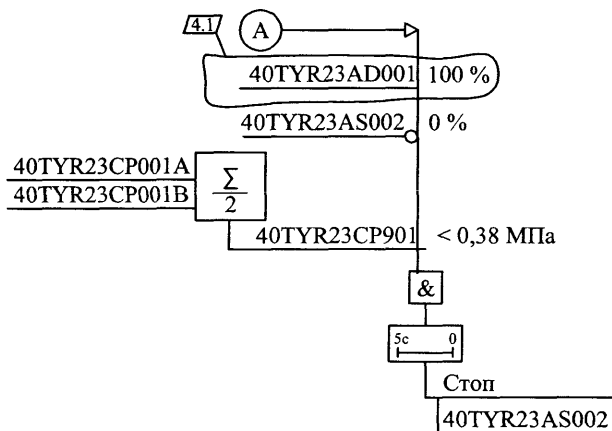 4.1
A
40TYR23AD001 100 %
40TYR23AS002 0 %
40TYR23CP001A
40TYR23CP001B
Σ
2
40TYR23CP901 < 0,38 МПа
&
5с 0
Стоп
40TYR23AS002